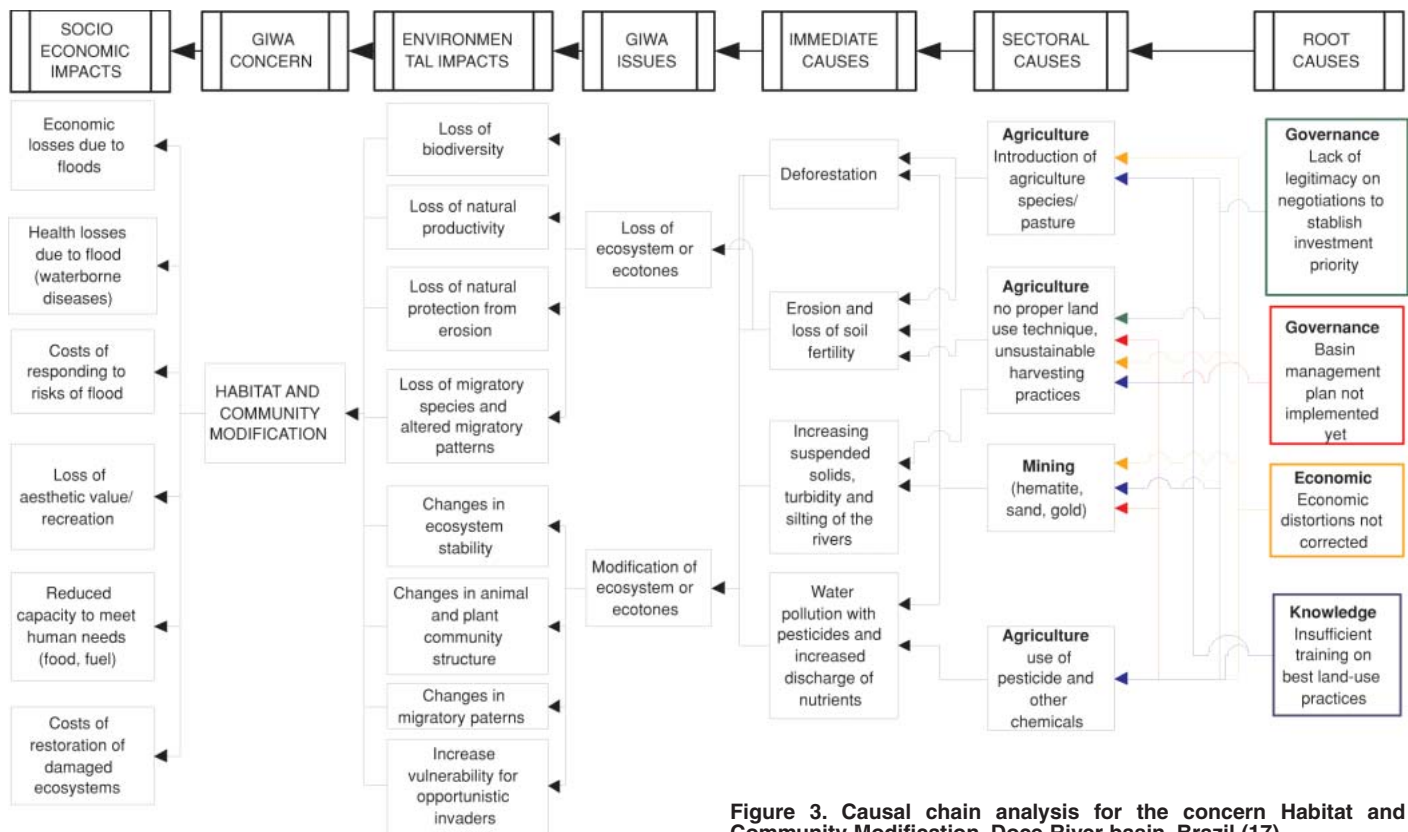 SOCIO
ECONOMIC
IMPACTS
GIWA
CONCERN
ENVIRONMEN
TAL IMPACTS
GIWA
ISSUES
IMMEDIATE
CAUSES
SECTORAL
CAUSES
ROOT
CAUSES
Economic
losses due to
floods
Health losses
due to flood
(waterborne
diseases)
Costs of
responding to
risks of flood
Loss of
aesthetic value/
recreation
Reduced
capacity to meet
human needs
(food, fuel)
Costs of
restoration of
damaged
ecosystems
HABITAT AND
COMMUNITY
MODIFICATION
Loss of
biodiversity
Loss of natural
productivity
Loss of natural
protection from
erosion
Loss of migratory
species and
altered migratory
patterns
Changes in
ecosystem
stability
Changes in animal
and plant
community
structure
Changes in
migratory paterns
Increase
vulnerability for
opportunistic
invaders
Loss of
ecosystem or
ecotones
Modification of
ecosystem or
ecotones
Deforestation
Erosion and
loss of soil
fertility
Increasing
suspended
solids,
turbidity and
silting of the
rivers
Water
pollution with
pesticides and
increased
discharge of
nutrients
Agriculture
Introduction of
agriculture
species/
pasture
Agriculture
no proper land
use technique,
unsustainable
harvesting
practices
Mining
(hematite,
sand, gold)
Agriculture
use of
pesticide and
other
chemicals
Governance
Lack of
legitimacy on
negotiations to
stablish
investment
priority
Governance
Basin
management
plan not
implemented
yet
Economic
Economic
distortions not
corrected
Knowledge
Insufficient
training on
best land-use
practices
Figure 3. Causal chain analysis for the concern Habitat and
Community Modification, Doce River basin, Brazil (17).